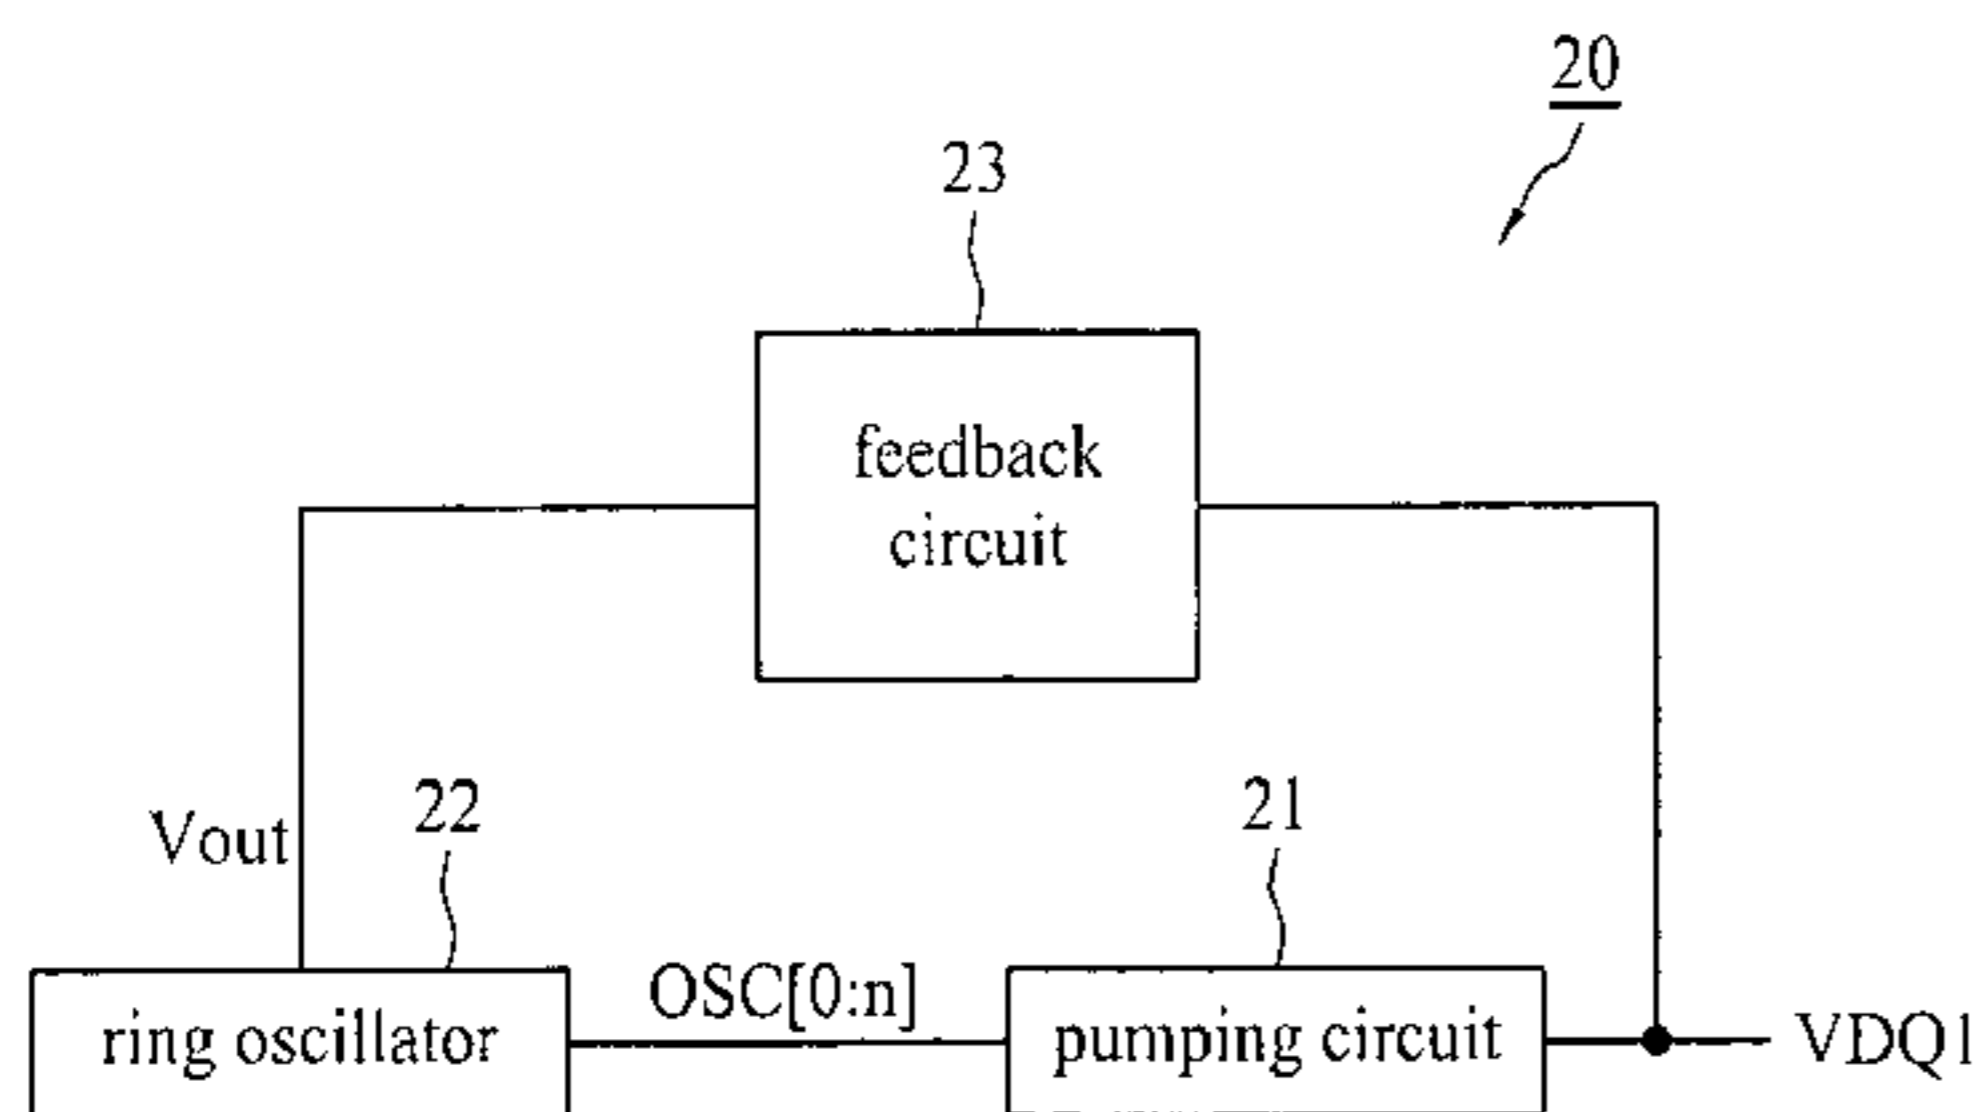 20
23
feedback
circuit
Vout
22
21
OSC[0:n]
ring oscillator
pumping circuit
VDQ1